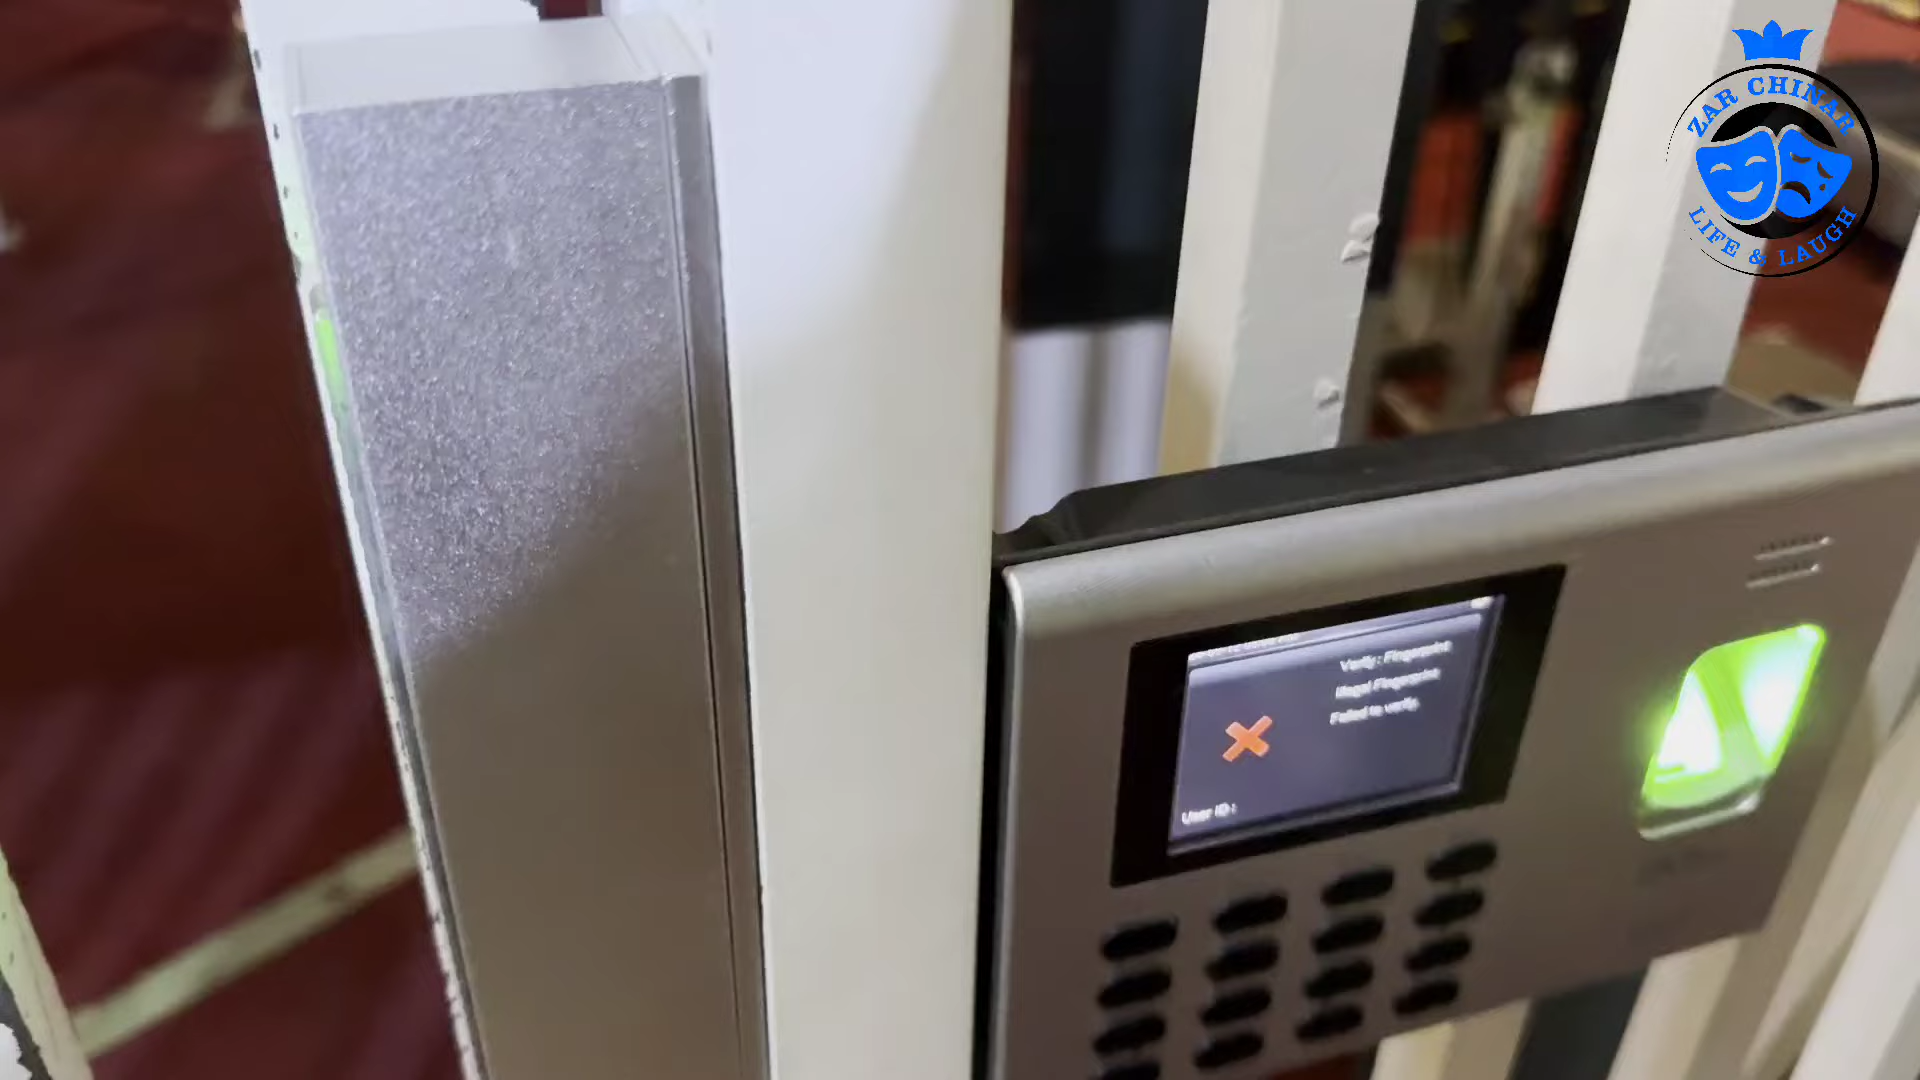 ZAR CHINAR
LIFE & LAUGH
Verify: Fingerprint
Illegal Fingerprint
Failed to verify.
User ID :